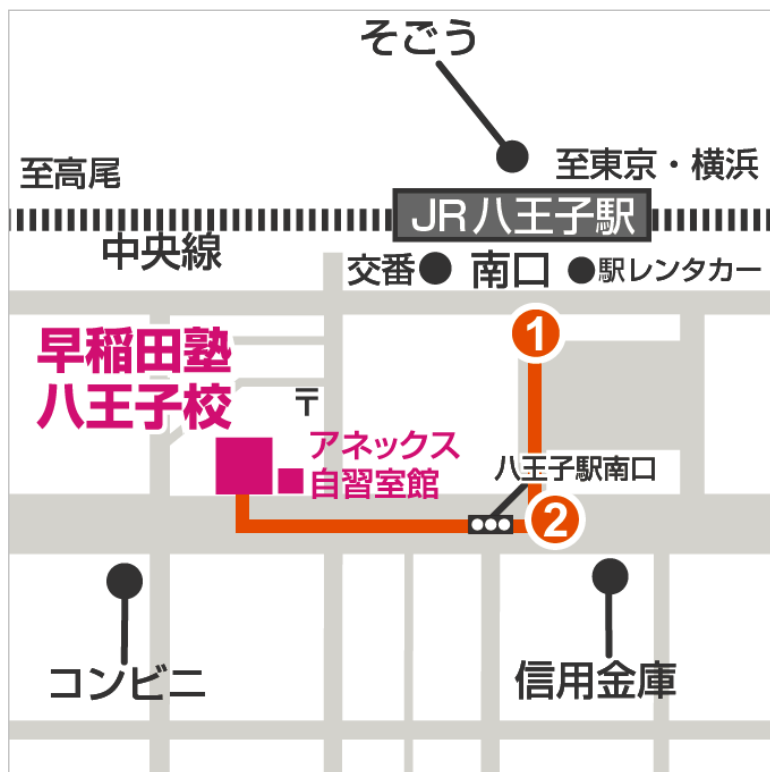 そごう
至高尾
至東京・横浜
JR八王子駅
中央線
交番
南口
駅レンタカー
1
早稲田塾
八王子校
〒
アネックス
自習室館
八王子駅南口
2
コンビニ
信用金庫